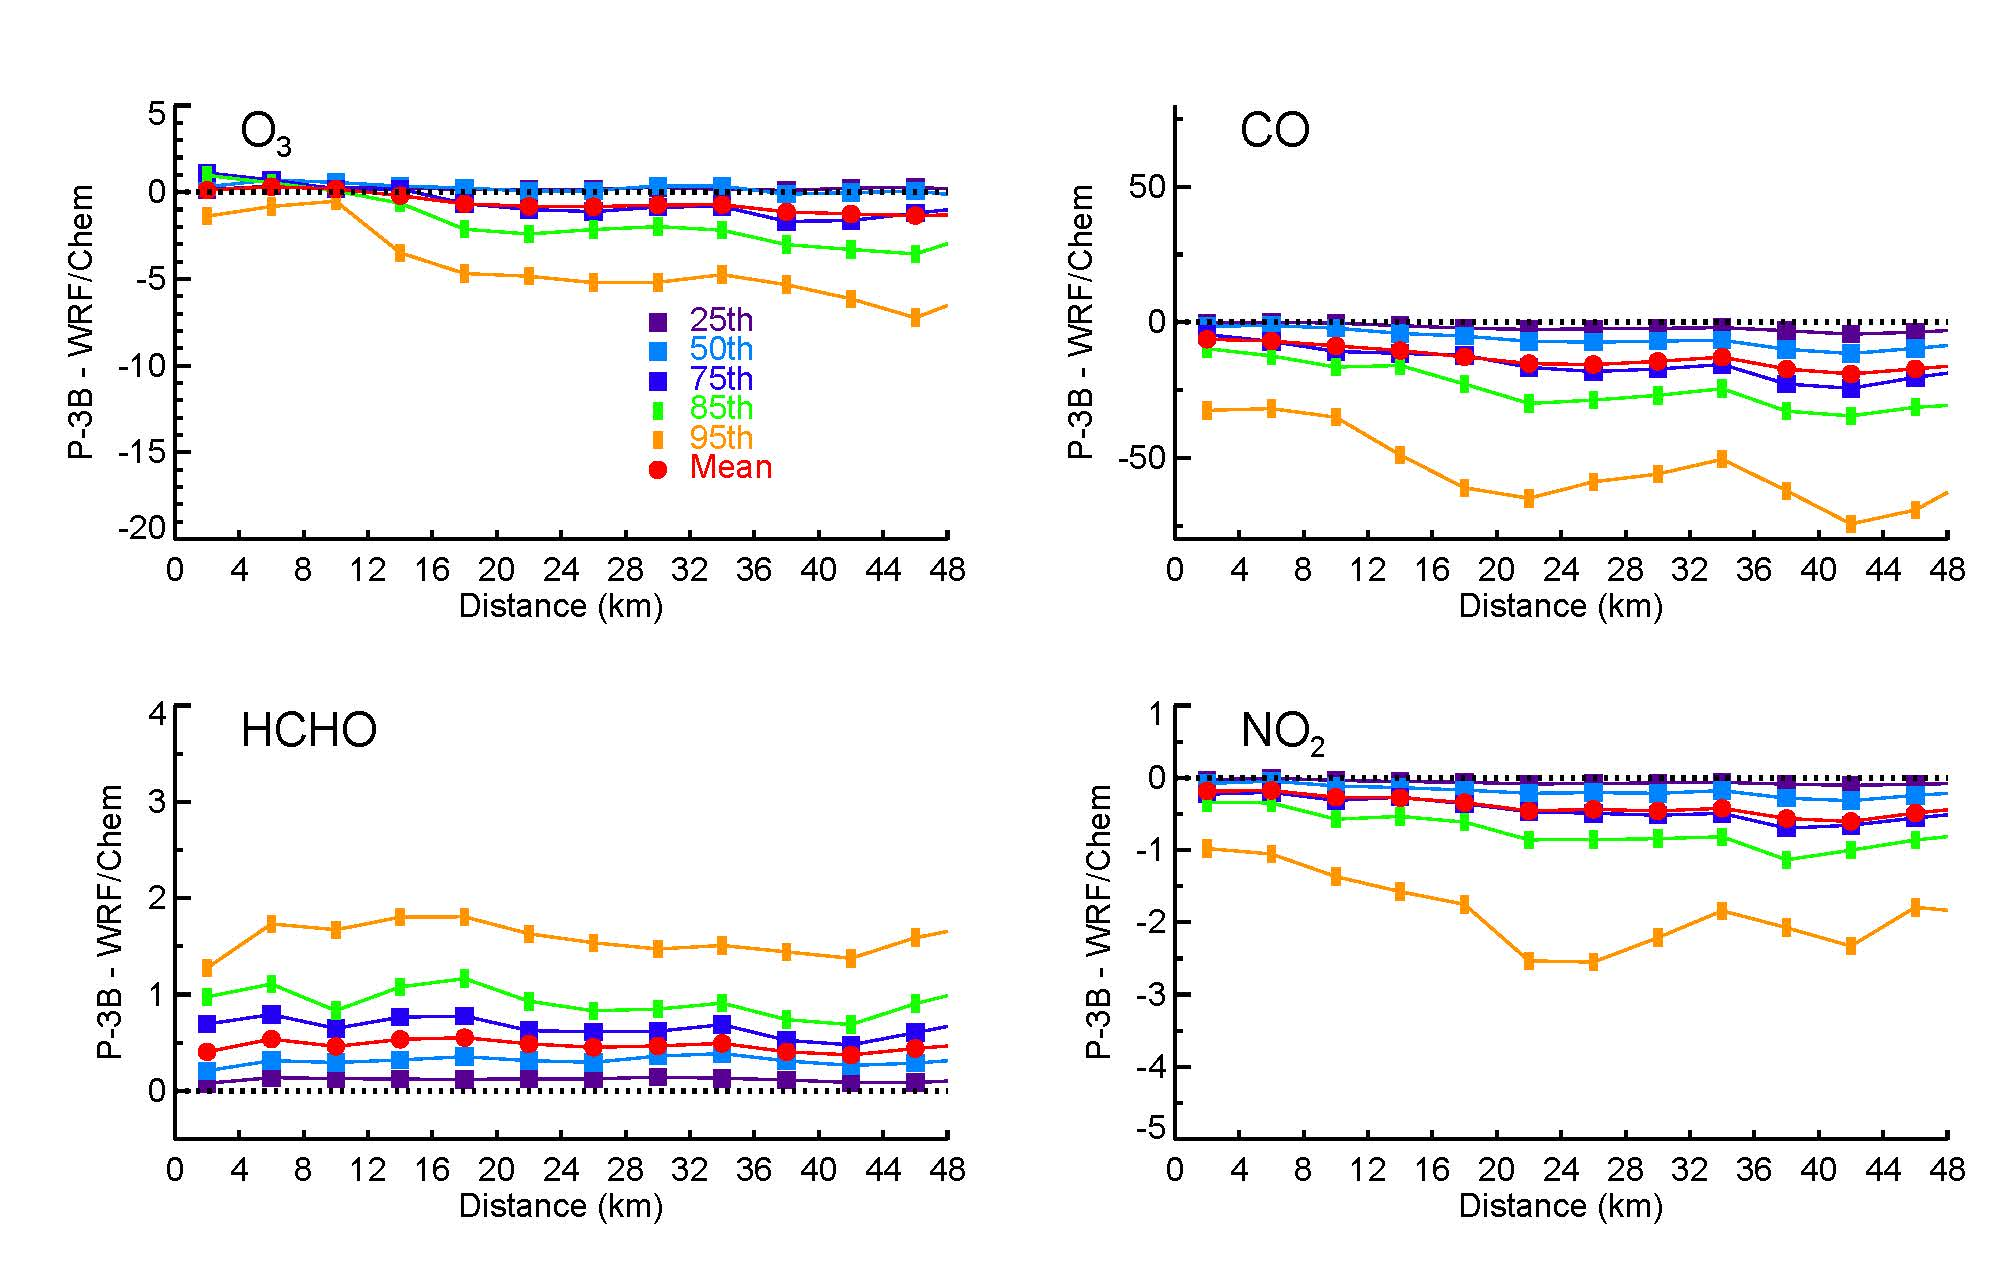 O3
P-3B - WRF/Chem
5
0
-5
-10
-15
-20
25th
50th
75th
85th
95th
Mean
0 4 8 12 16 20 24 28 32 36 40 44 48
Distance (km)
CO
P-3B - WRF/Chem
50
0
-50
0 4 8 12 16 20 24 28 32 36 40 44 48
Distance (km)
HCHO
P-3B - WRF/Chem
4
3
2
1
0
0 4 8 12 16 20 24 28 32 36 40 44 48
Distance (km)
NO2
P-3B - WRF/Chem
1
0
-1
-2
-3
-4
-5
0 4 8 12 16 20 24 28 32 36 40 44 48
Distance (km)